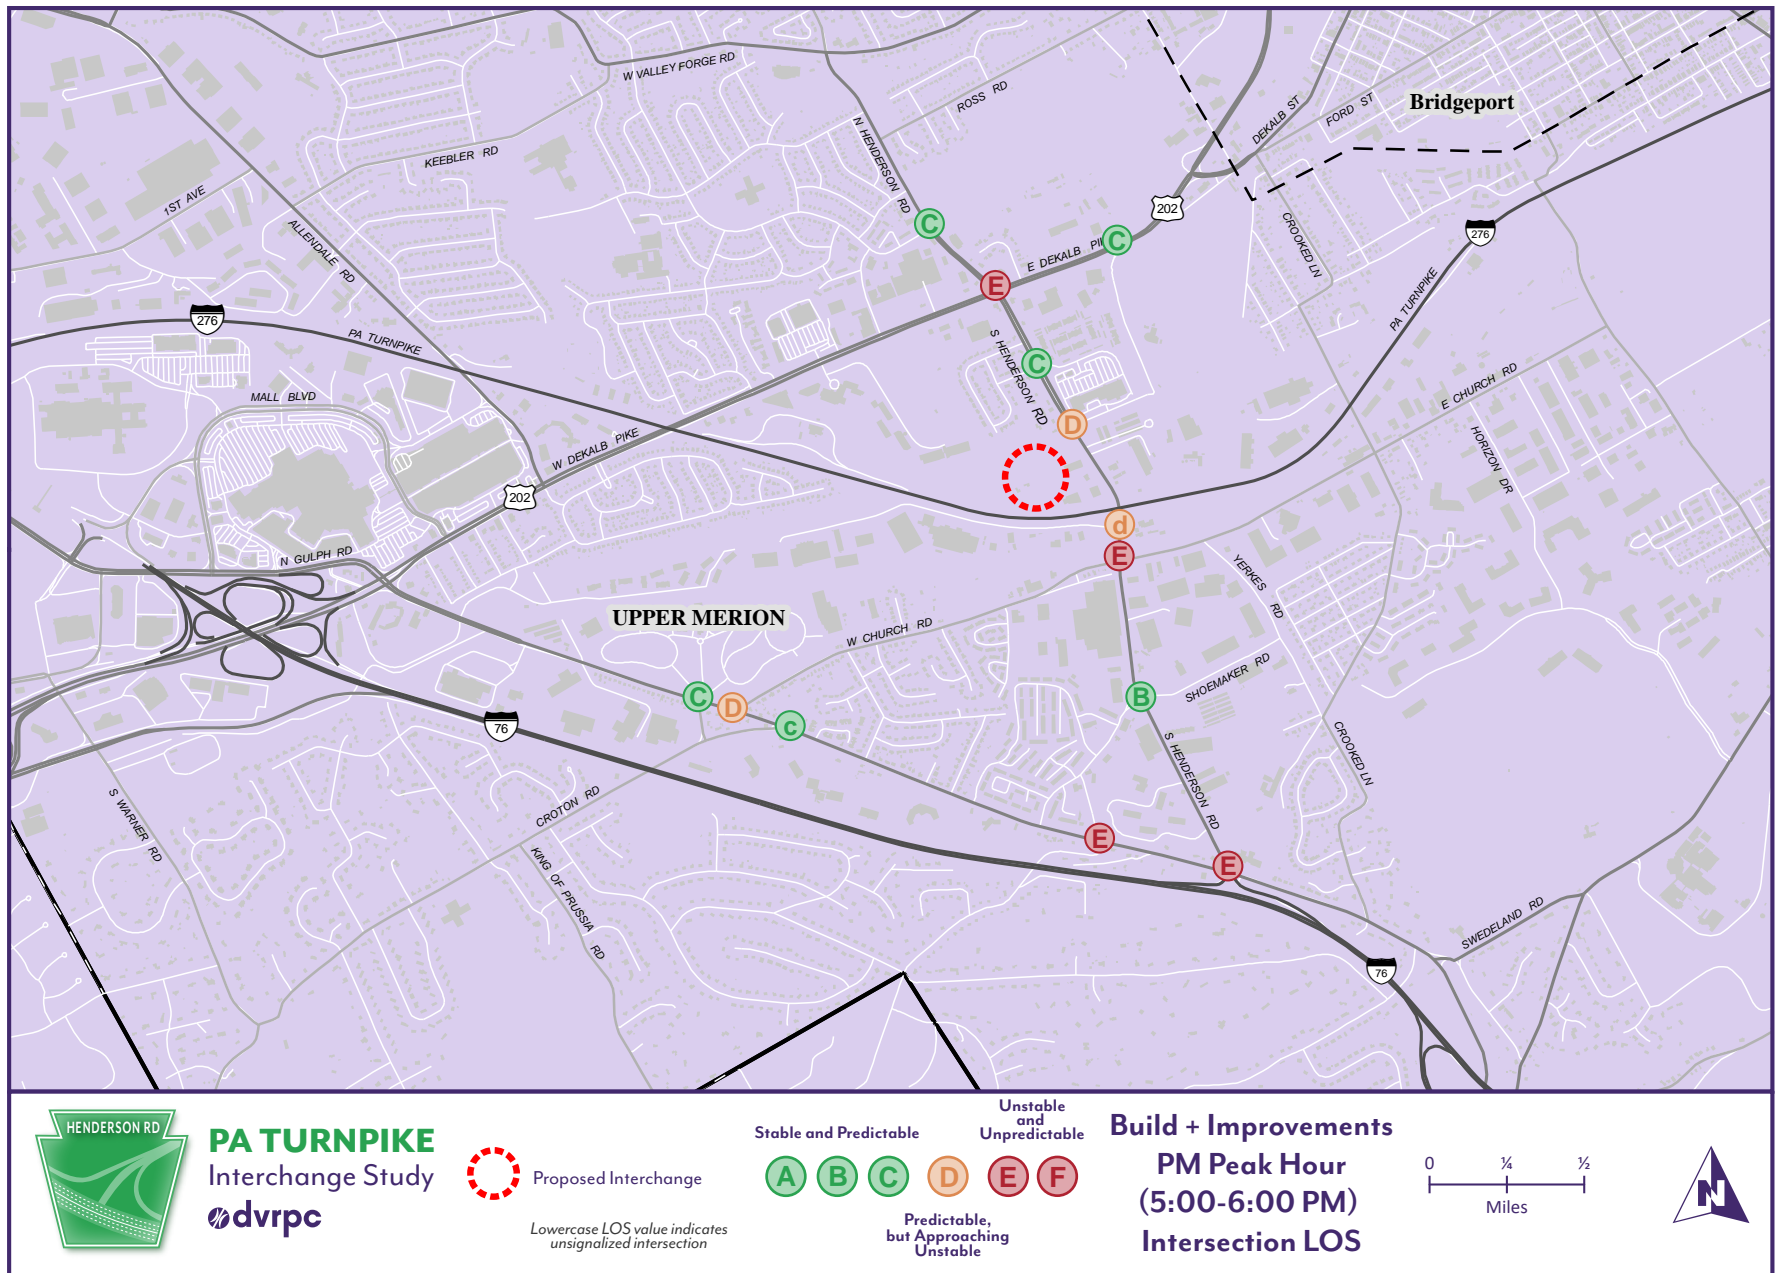 W VALLEY FORGE RD
ROSS RD
N HENDERSON RD
KEEBLER RD
1ST AVE
ALLENDALE RD
DEKALB ST
FORD ST
Bridgeport
202
C
C
E DEKALB PI
E
CROOKED LN
276
PA TURNPIKE
276
PA TURNPIKE
S HENDERSON RD
C
D
MALL BLVD
W DEKALB PIKE
202
E CHURCH RD
HORIZON DR
N GULPH RD
d
E
YERKES RD
UPPER MERION
W CHURCH RD
SHOEMAKER RD
B
C
D
c
76
S HENDERSON RD
CROOKED LN
S WARNER RD
CROTON RD
KING OF PRUSSIA RD
E
E
SWEDELAND RD
76
HENDERSON RD
PA TURNPIKE
Interchange Study
dvrpc
Proposed Interchange
Lowercase LOS value indicates
unsignalized intersection
Stable and Predictable
Unstable
and
Unpredictable
A B C D E F
Predictable,
but Approaching
Unstable
Build + Improvements
PM Peak Hour
(5:00-6:00 PM)
Intersection LOS
0 ¼ ½
Miles
N